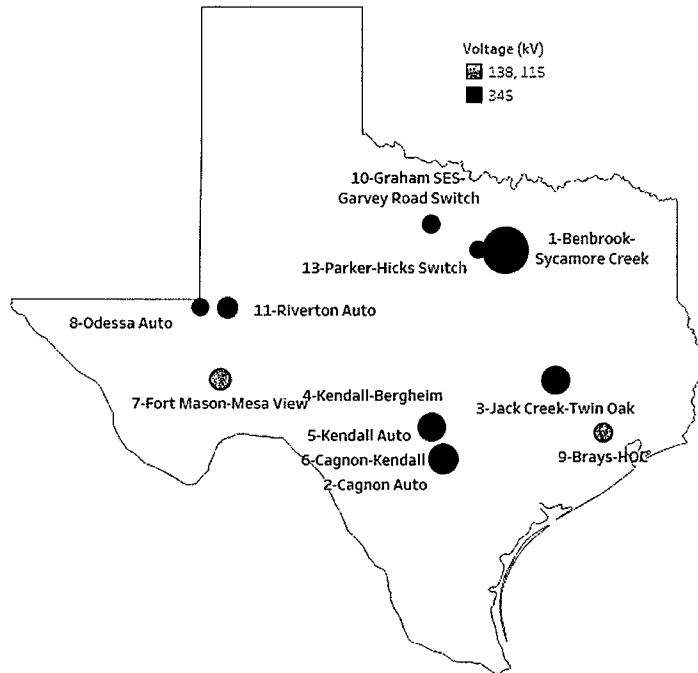 Voltage (kV)
138, 115
345
10-Graham SES-
Garvey Road Switch
1-Benbrook-
Sycamore Creek
13-Parker-Hicks Switch
8-Odessa Auto
11-Riverton Auto
7-Fort Mason-Mesa View
4-Kendall-Bergheim
3-Jack Creek-Twin Oak
5-Kendall Auto
6-Cagnon-Kendall
9-Brays-HOC
2-Cagnon Auto